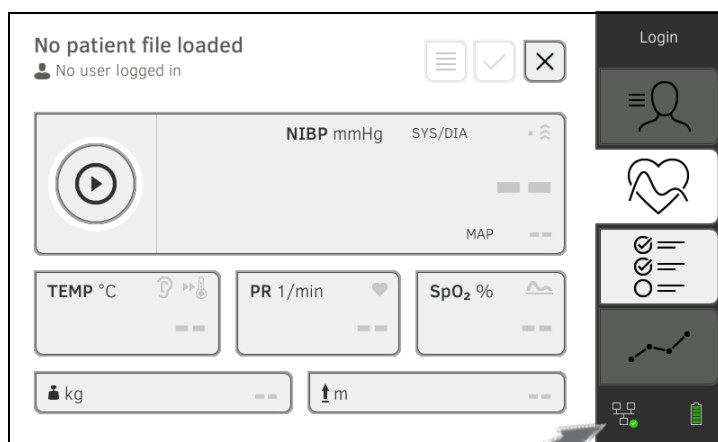 No patient file loaded
No user logged in
Login
NIBP mmHg SYS/DIA
-- --
MAP --
TEMP °C
--
PR 1/min
--
SpO₂ %
--
kg --
m --